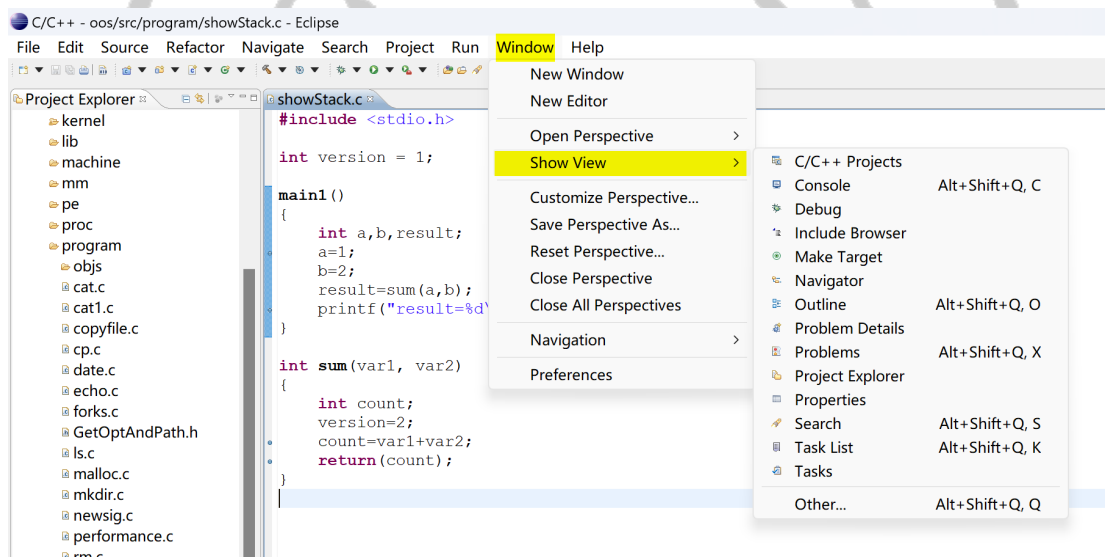 C/C++ - oos/src/program/showStack.c - Eclipse
File Edit Source Refactor Navigate Search Project Run Window Help
Project Explorer
kernel
lib
machine
mm
pe
proc
program
objs
cat.c
cat1.c
copyfile.c
cp.c
date.c
echo.c
forks.c
GetOptAndPath.h
ls.c
malloc.c
mkdir.c
newsig.c
performance.c
rm.c
showStack.c
#include <stdio.h>
int version = 1;
main1()
{
int a,b,result;
a=1;
b=2;
result=sum(a,b);
printf("result=%d\
}
int sum(var1, var2)
{
int count;
version=2;
count=var1+var2;
return(count);
}
New Window
New Editor
Open Perspective
Show View
Customize Perspective...
Save Perspective As...
Reset Perspective...
Close Perspective
Close All Perspectives
Navigation
Preferences
C/C++ Projects
Console Alt+Shift+Q, C
Debug
Include Browser
Make Target
Navigator
Outline Alt+Shift+Q, O
Problem Details
Problems Alt+Shift+Q, X
Project Explorer
Properties
Search Alt+Shift+Q, S
Task List Alt+Shift+Q, K
Tasks
Other... Alt+Shift+Q, Q